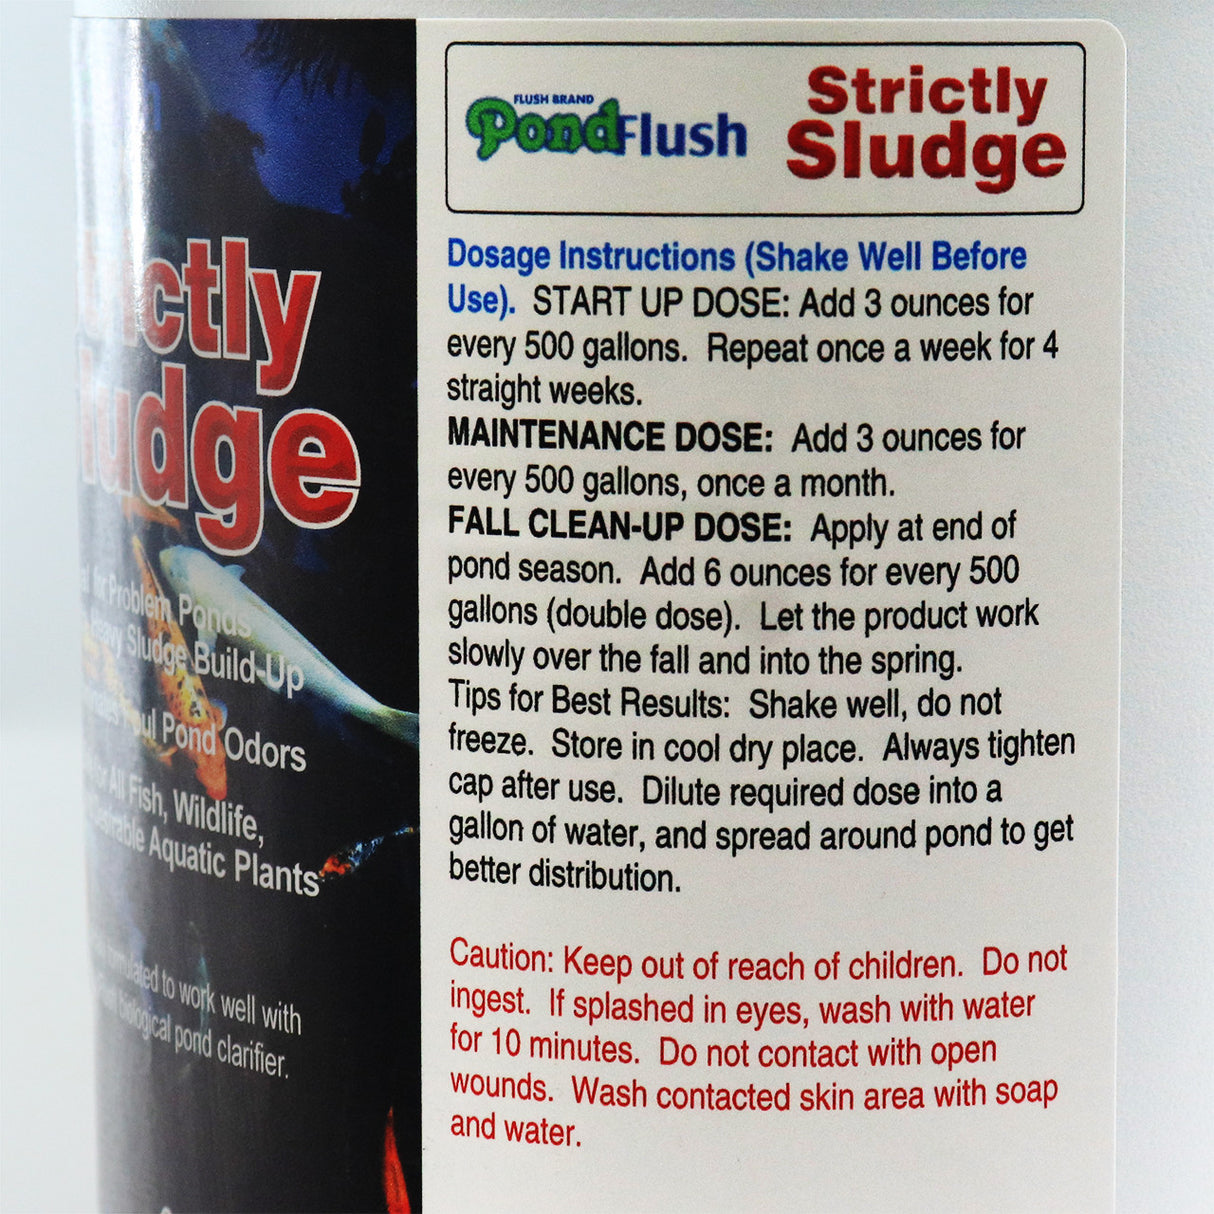 FLUSH BRAND
PondFlush
Strictly
Sludge
Dosage Instructions (Shake Well Before
Use). START UP DOSE: Add 3 ounces for
every 500 gallons. Repeat once a week for 4
straight weeks.
MAINTENANCE DOSE: Add 3 ounces for
every 500 gallons, once a month.
FALL CLEAN-UP DOSE: Apply at end of
pond season. Add 6 ounces for every 500
gallons (double dose). Let the product work
slowly over the fall and into the spring.
Tips for Best Results: Shake well, do not
freeze. Store in cool dry place. Always tighten
cap after use. Dilute required dose into a
gallon of water, and spread around pond to get
better distribution.
Caution: Keep out of reach of children. Do not
ingest. If splashed in eyes, wash with water
for 10 minutes. Do not contact with open
wounds. Wash contacted skin area with soap
and water.
for Problem Ponds
Heavy Sludge Build-Up
Foul Pond Odors
for All Fish, Wildlife,
Aquatic Plants
to work well with
biological pond clarifier.